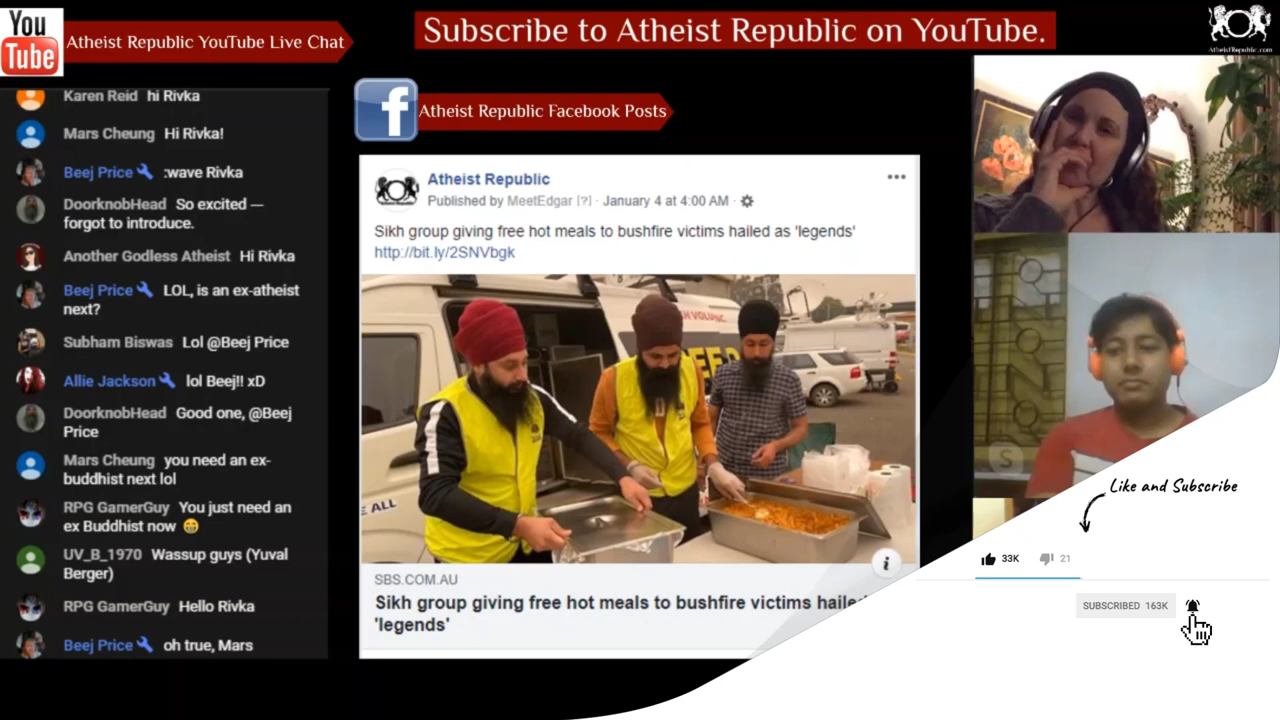 You
Tube
Atheist Republic YouTube Live Chat
Subscribe to Atheist Republic on YouTube.
AtheistRepublic.com
Karen Reid hi Rivka
Mars Cheung Hi Rivka!
Beej Price :wave Rivka
DoorknobHead So excited —
forgot to introduce.
Another Godless Atheist Hi Rivka
Beej Price LOL, is an ex-atheist
next?
Subham Biswas Lol @Beej Price
Allie Jackson lol Beej!! xD
DoorknobHead Good one, @Beej
Price
Mars Cheung you need an ex-
buddhist next lol
RPG GamerGuy You just need an
ex Buddhist now 😁
UV_B_1970 Wassup guys (Yuval
Berger)
RPG GamerGuy Hello Rivka
Beej Price oh true, Mars
f
Atheist Republic Facebook Posts
Atheist Republic
Published by MeetEdgar [?] · January 4 at 4:00 AM ·
Sikh group giving free hot meals to bushfire victims hailed as 'legends'
http://bit.ly/2SNVbgk
E ALL
i
SBS.COM.AU
Sikh group giving free hot meals to bushfire victims hailed
'legends'
S
Like and Subscribe
33K 21
SUBSCRIBED 163K